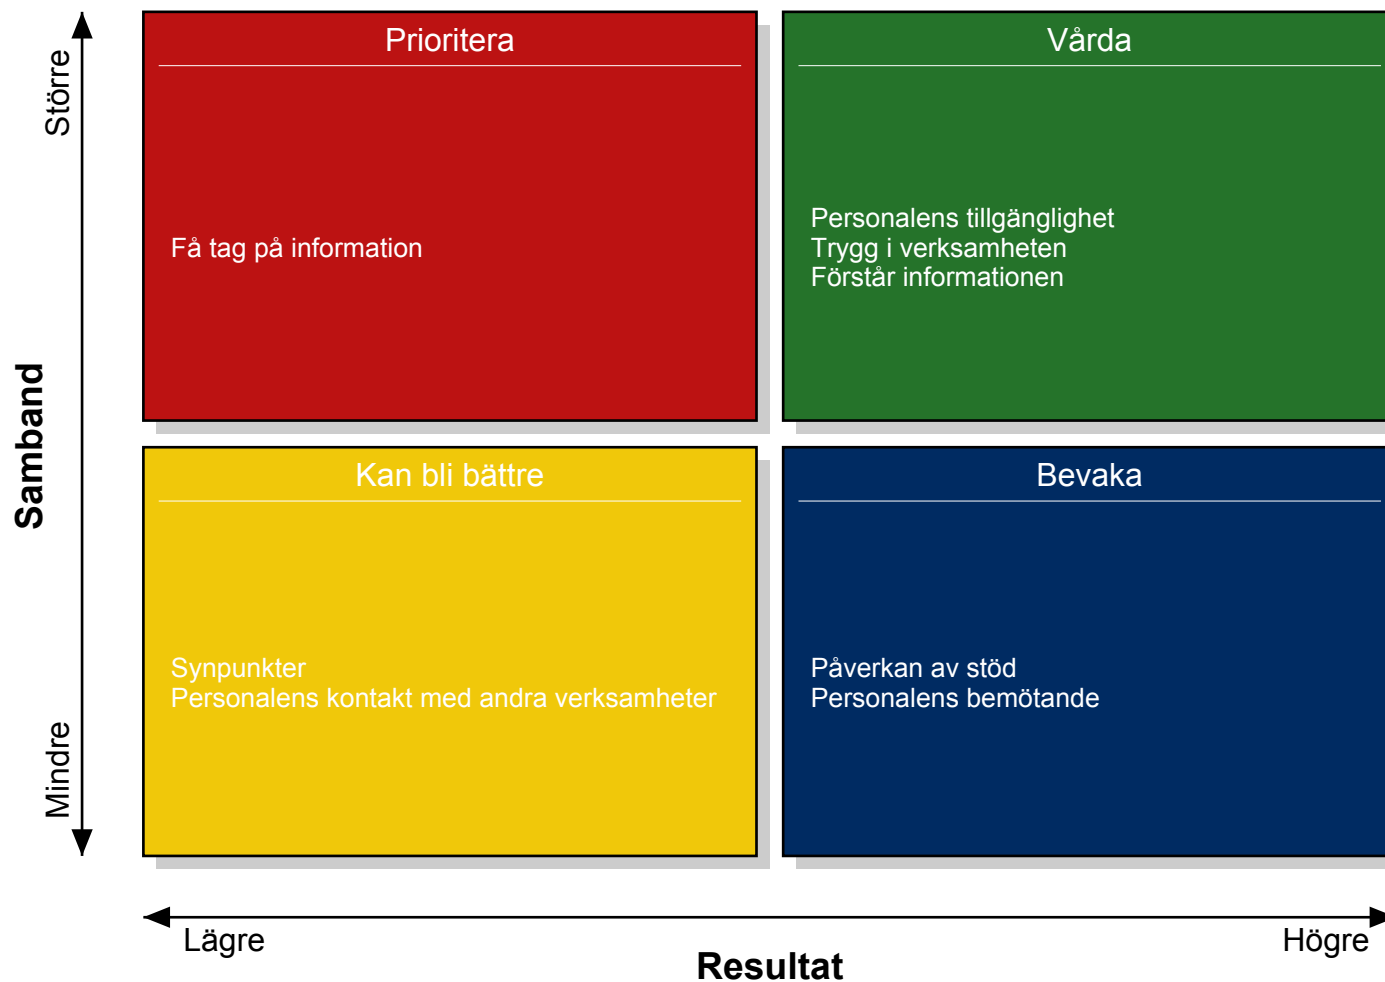 Större
Samband
Mindre
Prioritera
Få tag på information
Vårda
Personalens tillgänglighet
Trygg i verksamheten
Förstår informationen
Kan bli bättre
Synpunkter
Personalens kontakt med andra verksamheter
Bevaka
Påverkan av stöd
Personalens bemötande
Lägre
Högre
Resultat